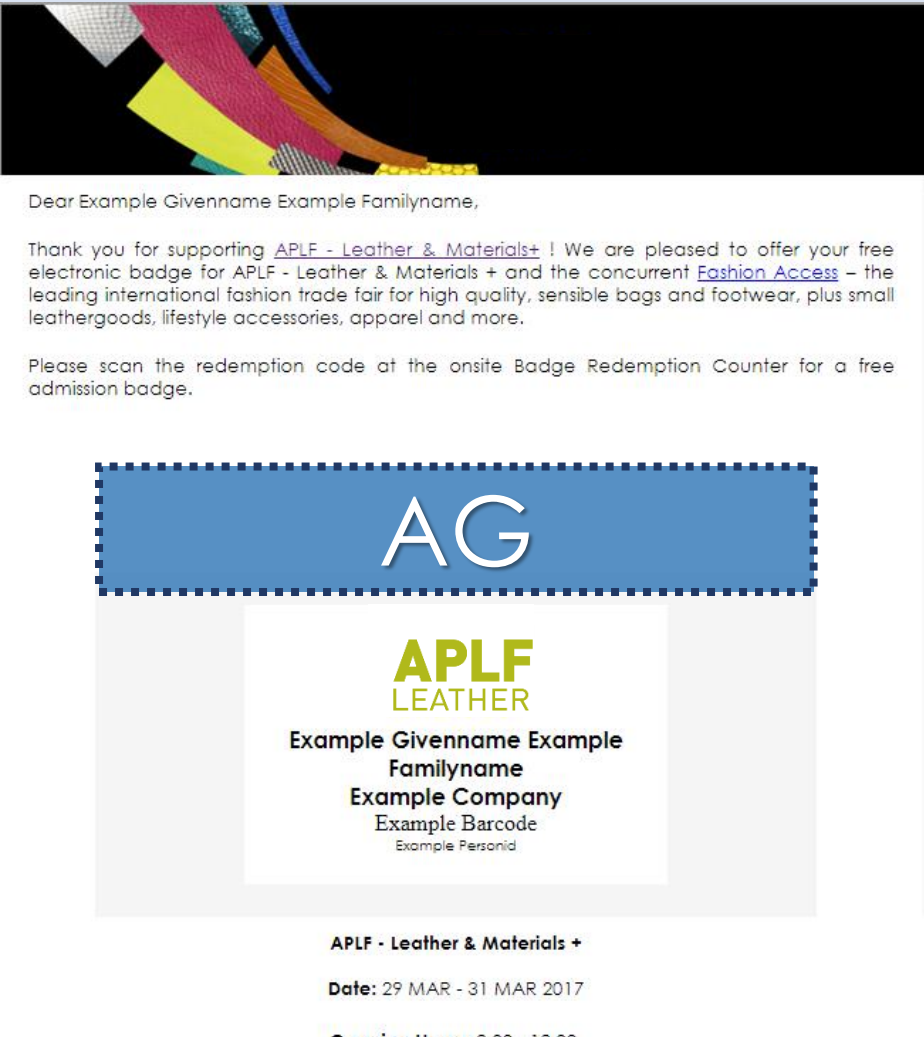 Dear Example Givenname Example Familyname,
Thank you for supporting APLF - Leather & Materials+ ! We are pleased to offer your free
electronic badge for APLF - Leather & Materials + and the concurrent Fashion Access – the
leading international fashion trade fair for high quality, sensible bags and footwear, plus small
leathergoods, lifestyle accessories, apparel and more.
Please scan the redemption code at the onsite Badge Redemption Counter for a free
admission badge.
AG
APLF
LEATHER
Example Givenname Example
Familyname
Example Company
Example Barcode
Example Personid
APLF - Leather & Materials +
Date: 29 MAR - 31 MAR 2017